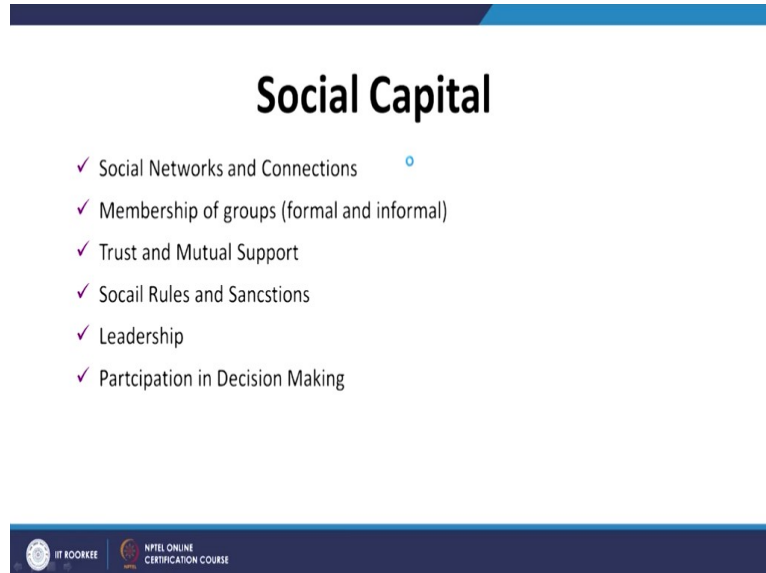 Social Capital
✓ Social Networks and Connections
✓ Membership of groups (formal and informal)
✓ Trust and Mutual Support
✓ Socail Rules and Sancstions
✓ Leadership
✓ Partcipation in Decision Making
IIT ROORKEE
NPTEL ONLINE
CERTIFICATION COURSE